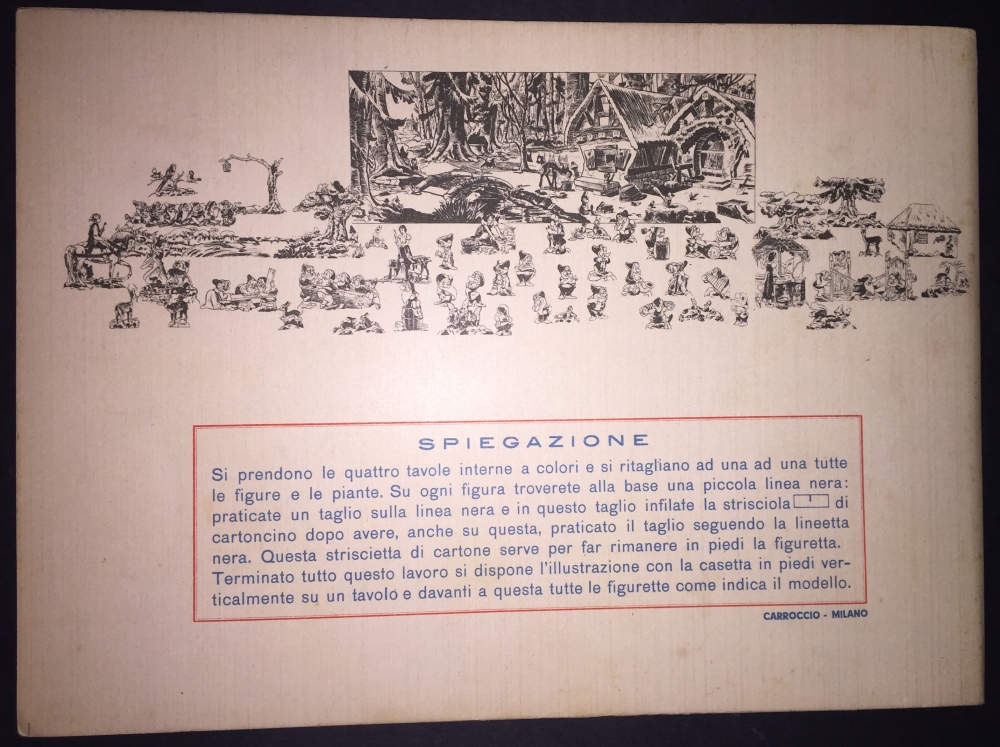 SPIEGAZIONE
Si prendono le quattro tavole interne a colori e si ritagliano ad una ad una tutte
le figure e le piante. Su ogni figura troverete alla base una piccola linea nera:
praticate un taglio sulla linea nera e in questo taglio infilate la strisciola di
cartoncino dopo avere, anche su questa, praticato il taglio seguendo la lineetta
nera. Questa striscietta di cartone serve per far rimanere in piedi la figuretta.
Terminato tutto questo lavoro si dispone l'illustrazione con la casetta in piedi ver-
ticalmente su un tavolo e davanti a questa tutte le figurette come indica il modello.
CARROCCIO - MILANO